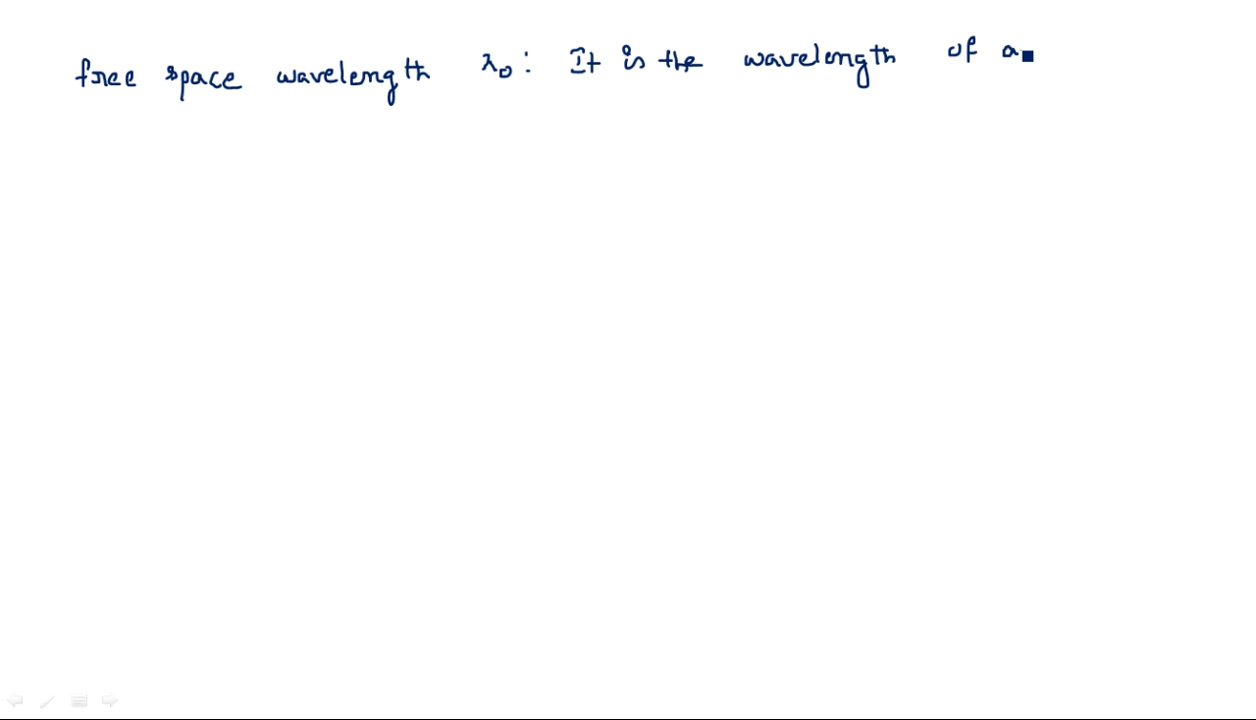 free space wavelength λ₀: It is the wavelength of a